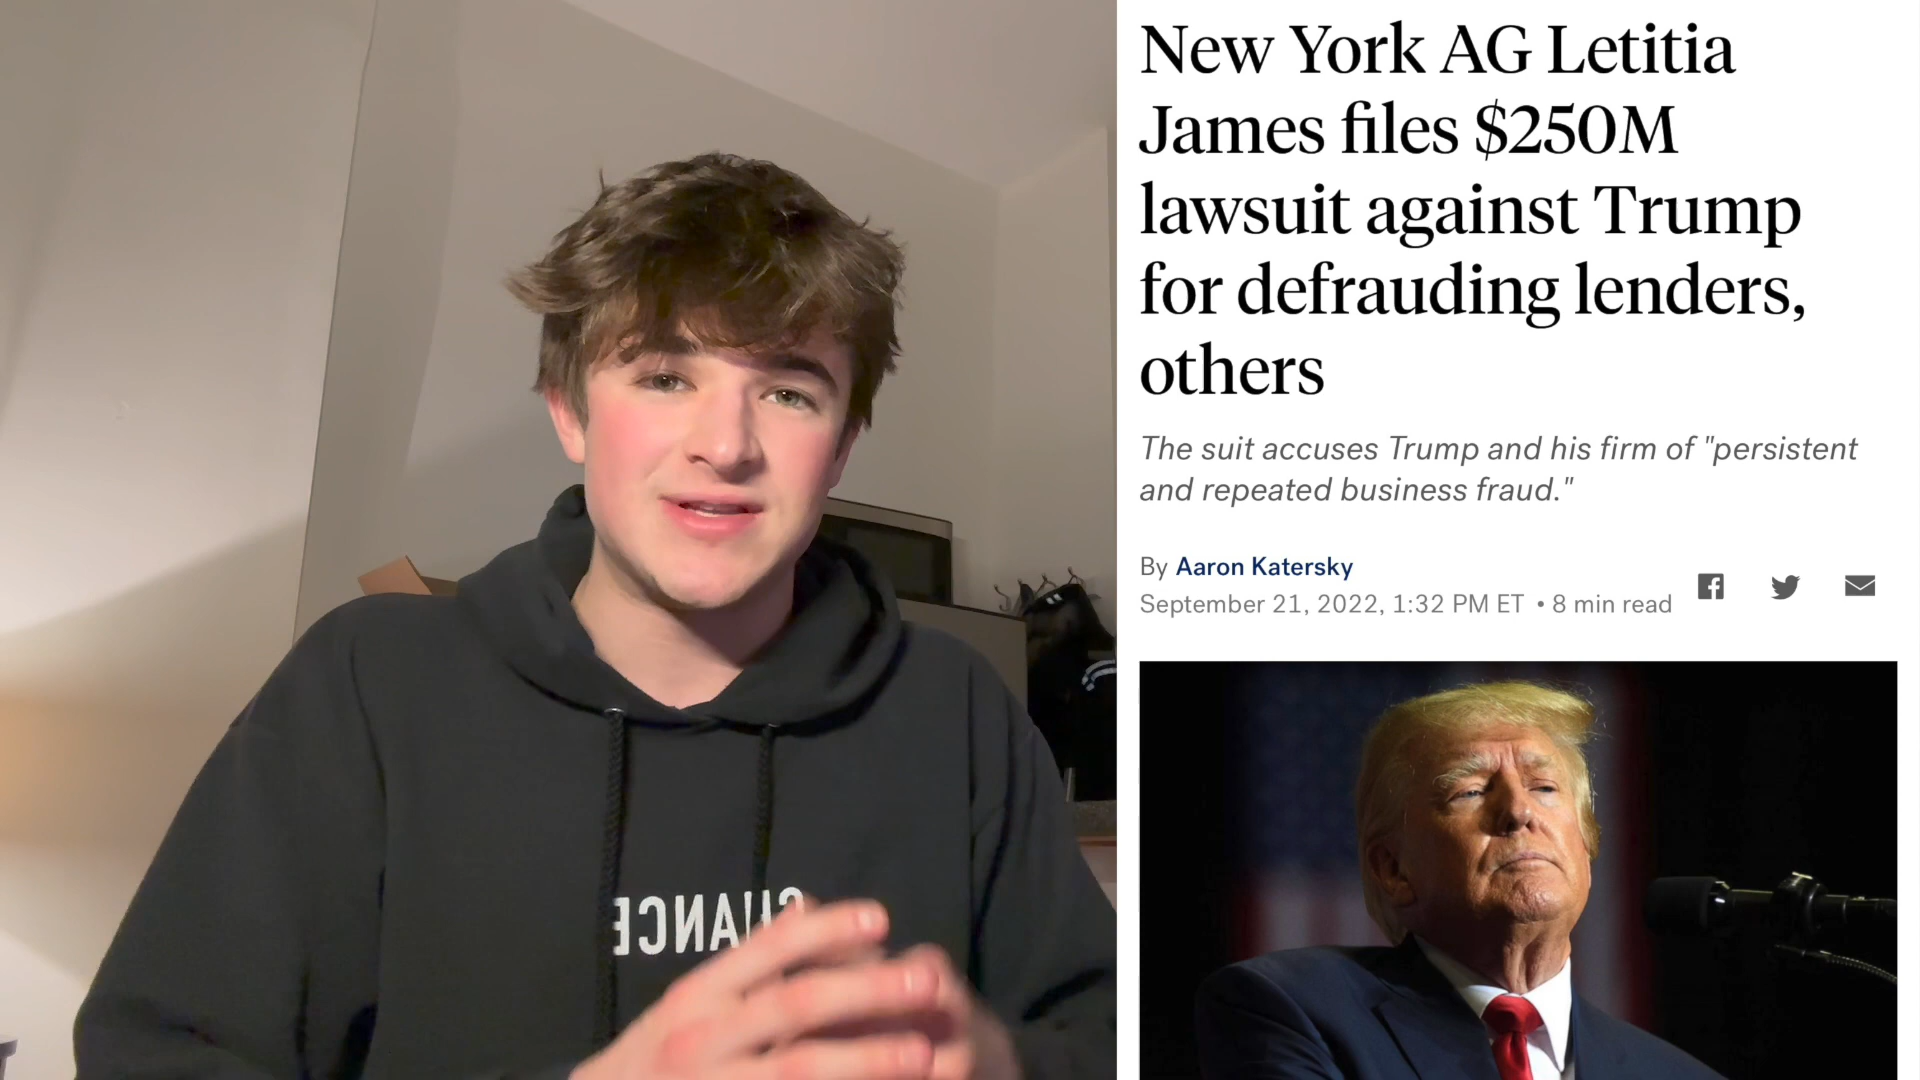 New York AG Letitia
James files $250M
lawsuit against Trump
for defrauding lenders,
others
The suit accuses Trump and his firm of "persistent
and repeated business fraud."
By Aaron Katersky
September 21, 2022, 1:32 PM ET • 8 min read
CHANCE